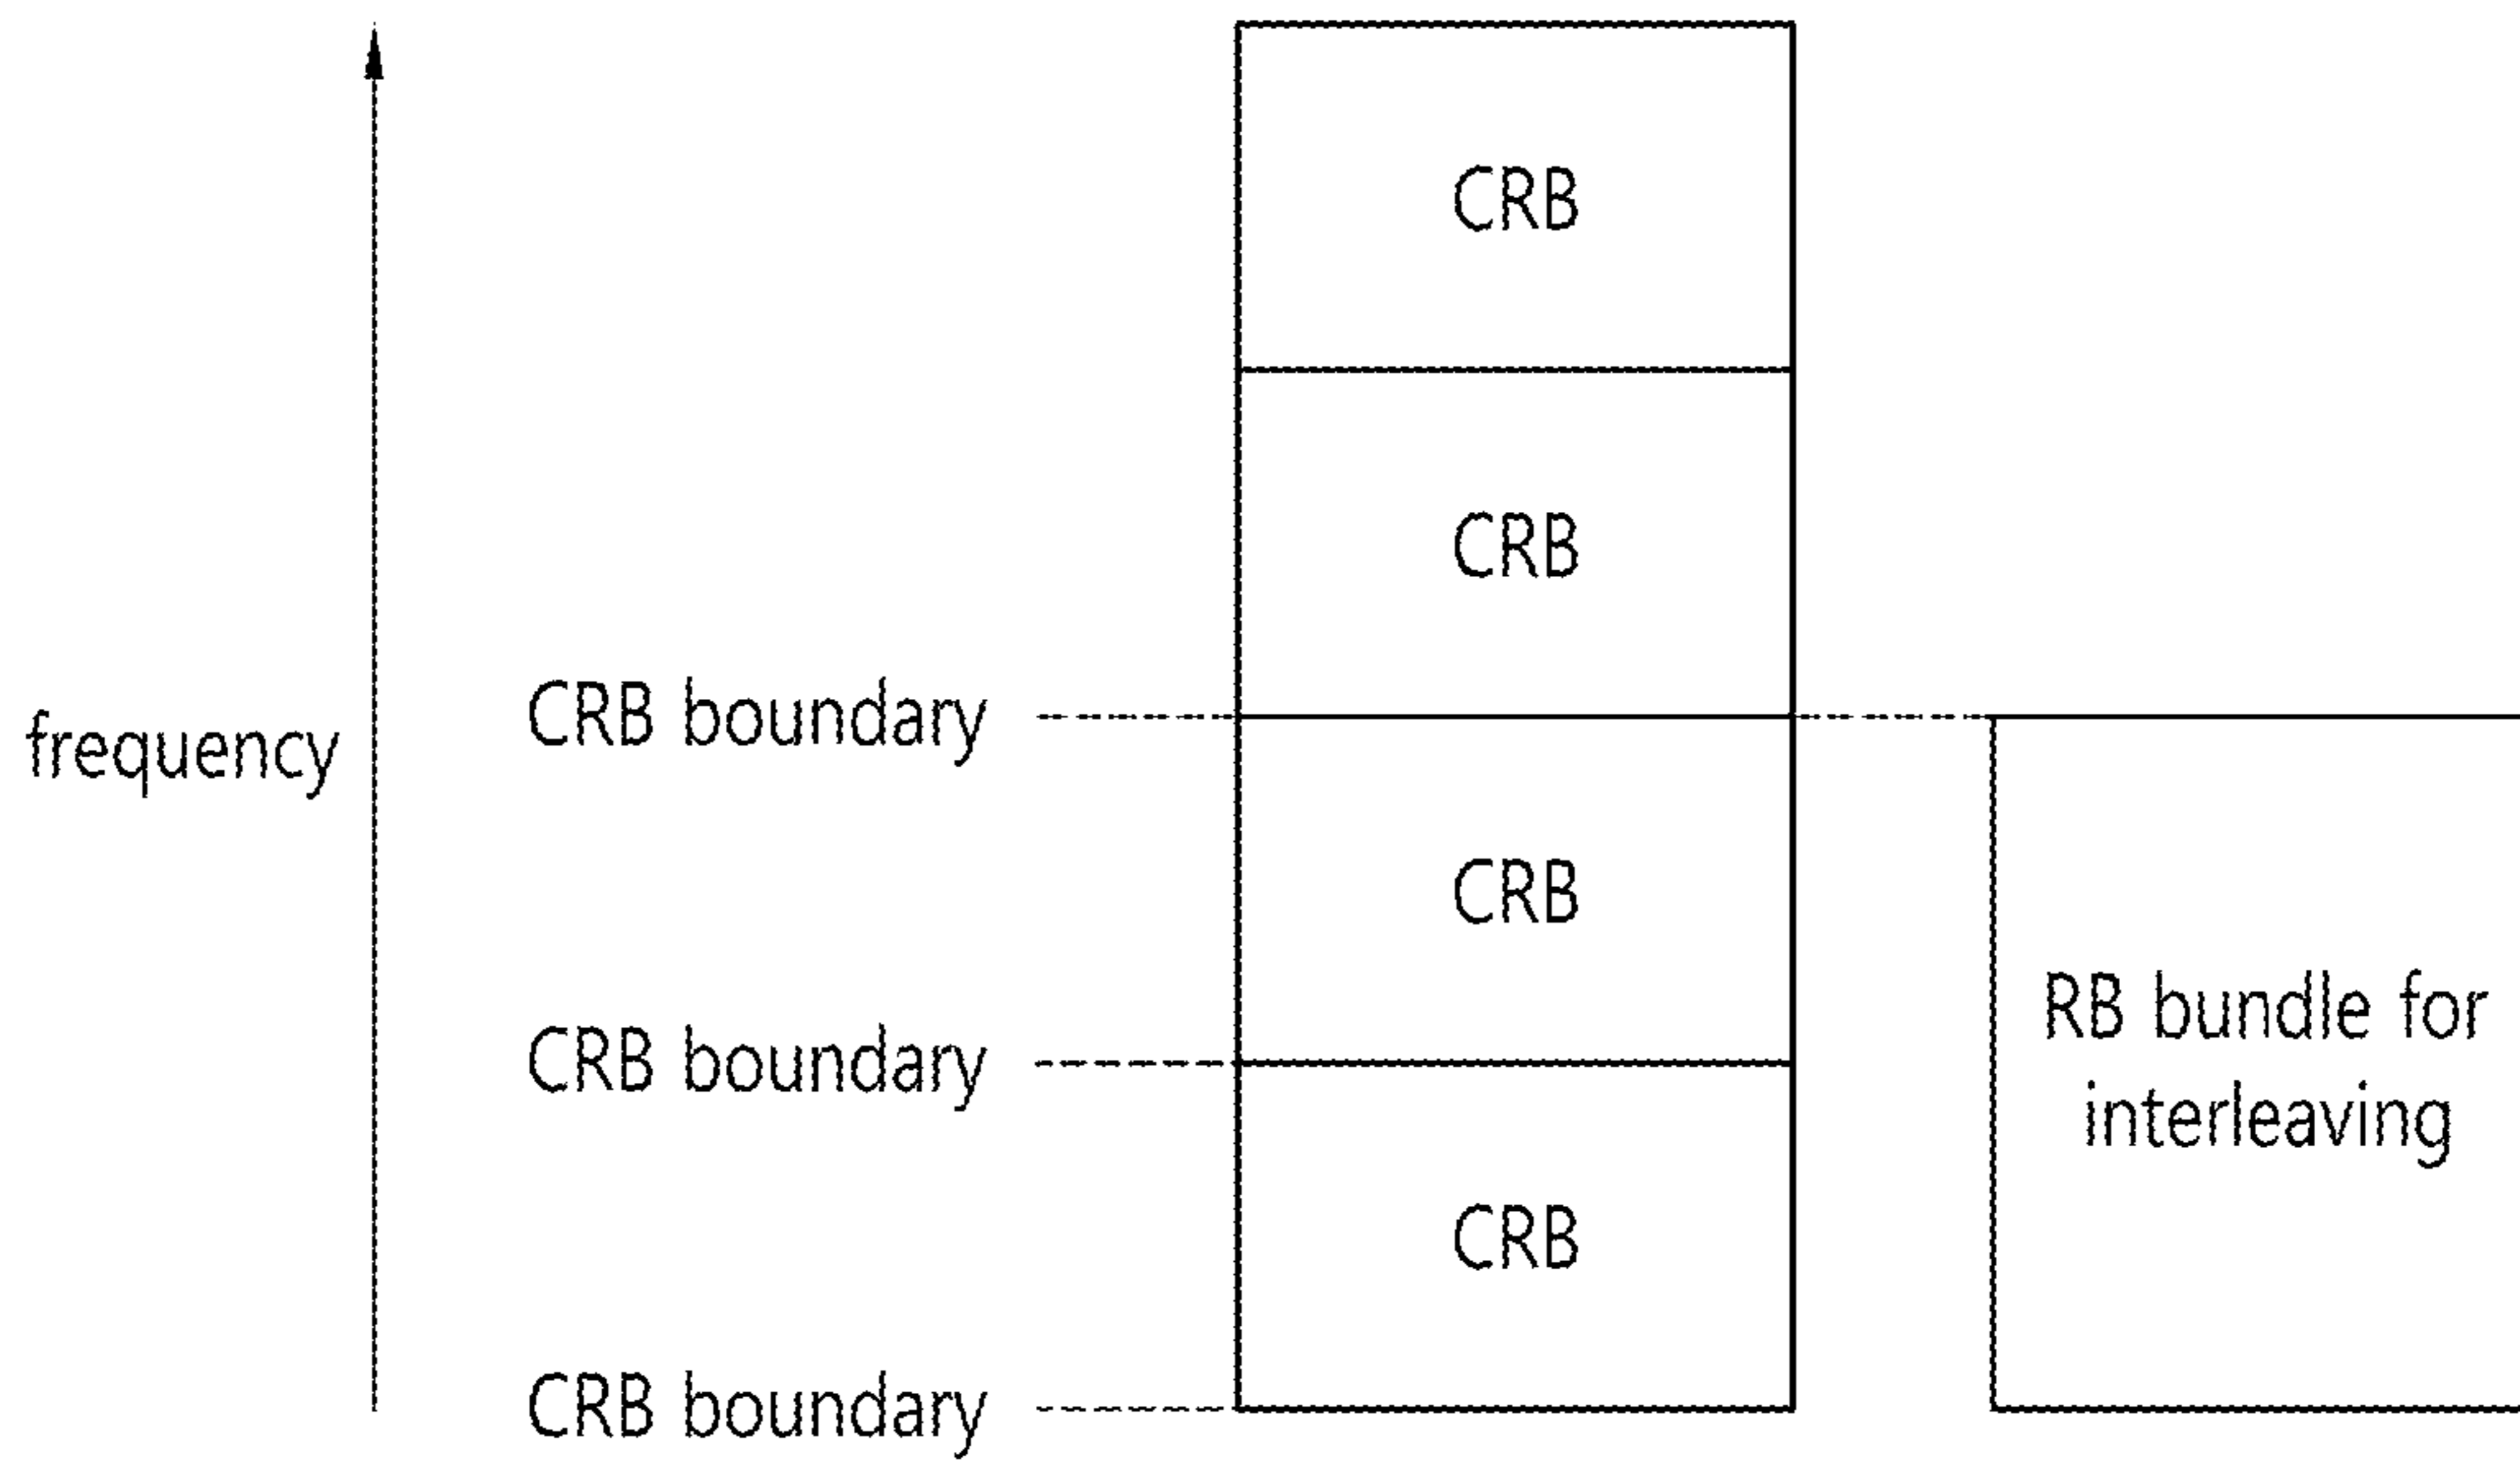 CRB
CRB
CRB boundary
frequency
CRB
RB bundle for
interleaving
CRB boundary
CRB
CRB boundary